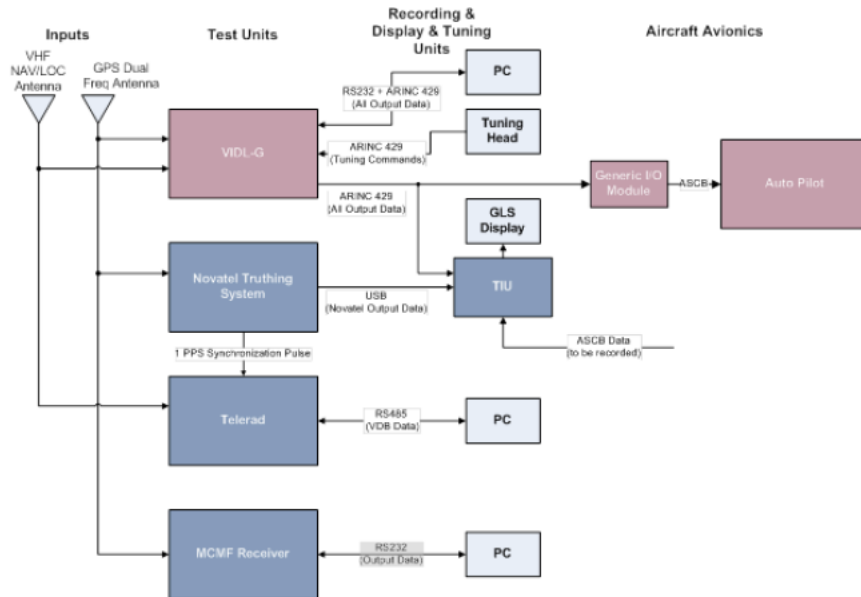 Inputs
Test Units
Recording &
Display & Tuning
Units
Aircraft Avionics
VHF
NAV/LOC
Antenna
GPS Dual
Freq Antenna
RS232 + ARINC 429
(All Output Data)
PC
VIDL-G
ARINC 429
(Tuning Commands)
Tuning
Head
ARINC 429
(All Output Data)
Generic I/O
Module
ASCB
Auto Pilot
GLS
Display
Novatel Truthing
System
USB
(Novatel Output Data)
TIU
ASCB Data
(to be recorded)
1 PPS Synchronization Pulse
Telerad
RS485
(VDB Data)
PC
MCMF Receiver
RS232
(Output Data)
PC